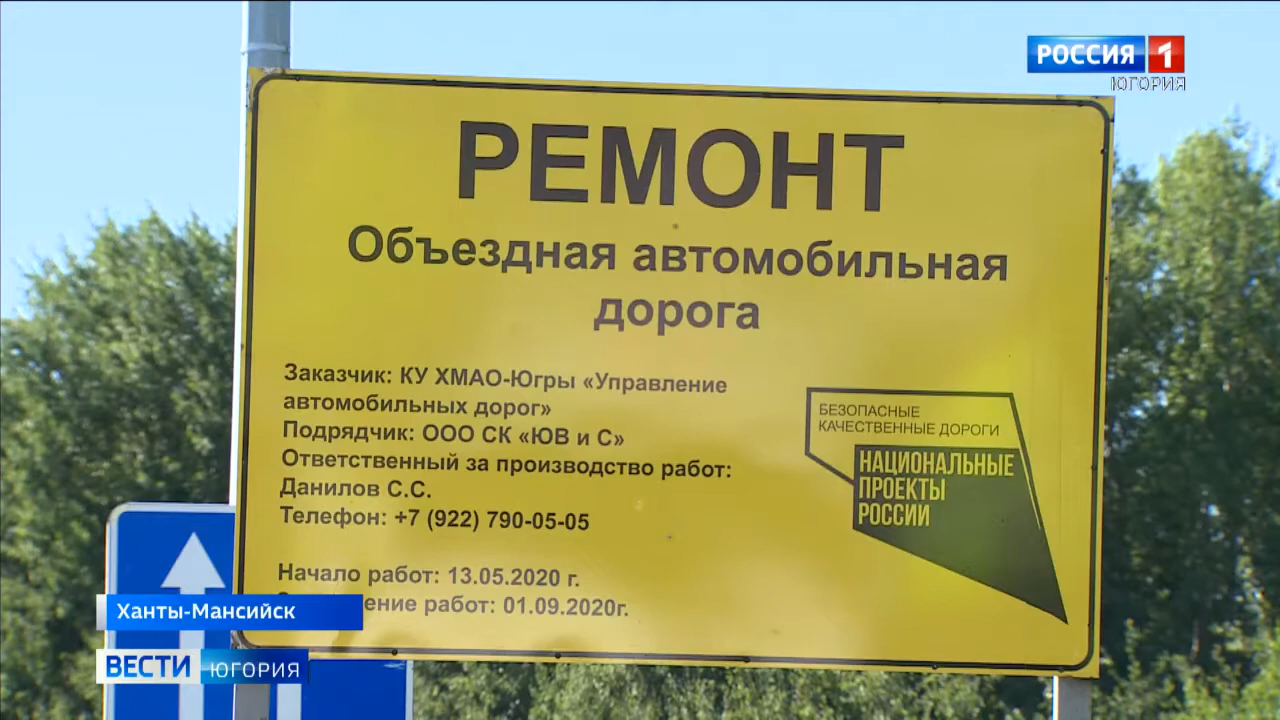 РОССИЯ 1
ЮГОРИЯ
РЕМОНТ
Объездная автомобильная
дорога
Заказчик: КУ ХМАО-Югры «Управление
автомобильных дорог»
Подрядчик: ООО СК «ЮВ и С»
Ответственный за производство работ:
Данилов С.С.
Телефон: +7 (922) 790-05-05
БЕЗОПАСНЫЕ
КАЧЕСТВЕННЫЕ ДОРОГИ
НАЦИОНАЛЬНЫЕ
ПРОЕКТЫ
РОССИИ
Начало работ: 13.05.2020 г.
работ: 01.09.2020г.
Ханты-Мансийск
ВЕСТИ ЮГОРИЯ